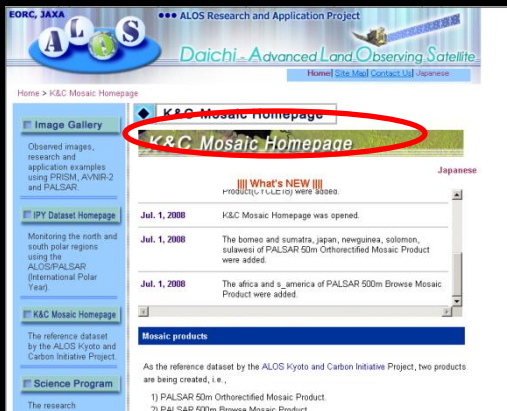 EORC, JAXA
ALOS Research and Application Project
ALOS
Daichi - Advanced Land Observing Satellite
Home| Site Map| Contact Us| Japanese
Home > K&C Mosaic Homepage
Image Gallery
Observed images,
research and
application examples
using PRISM, AVNIR-2
and PALSAR.
IPY Dataset Homepage
Monitoring the north and
south polar regions
using the
ALOS/PALSAR
(International Polar
Year).
K&C Mosaic Homepage
The reference dataset
by the ALOS Kyoto and
Carbon Initiative Project.
Science Program
The research
K&C Mosaic Homepage
K&C Mosaic Homepage
Japanese
|||| What's NEW ||||
Product(CYCLE16) were added.
Jul. 1, 2008 K&C Mosaic Homepage was opened.
Jul. 1, 2008 The borneo and sumatra, japan, newguinea, solomon,
sulawesi of PALSAR 50m Orthorectified Mosaic Product
were added.
Jul. 1, 2008 The africa and s_america of PALSAR 500m Browse Mosaic
Product were added.
Mosaic products
As the reference dataset by the ALOS Kyoto and Carbon Initiative Project, two products
are being created, i.e.,
1) PALSAR 50m Orthorectified Mosaic Product.
2) PALSAR 500m Browse Mosaic Product